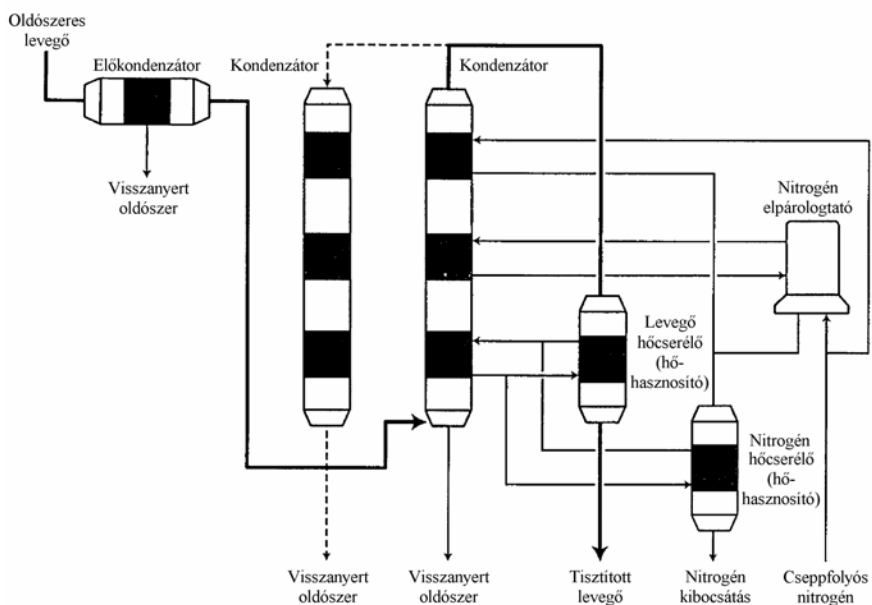 Oldószeres
levegő
Előkondenzátor
Kondenzátor
Kondenzátor
Visszanyert
oldószer
Nitrogén
elpárologtató
Levegő
hőcserélő
(hő-
hasznosító)
Nitrogén
hőcserélő
(hő-
hasznosító)
Visszanyert
oldószer
Visszanyert
oldószer
Tisztított
levegő
Nitrogén
kibocsátás
Cseppfolyós
nitrogén